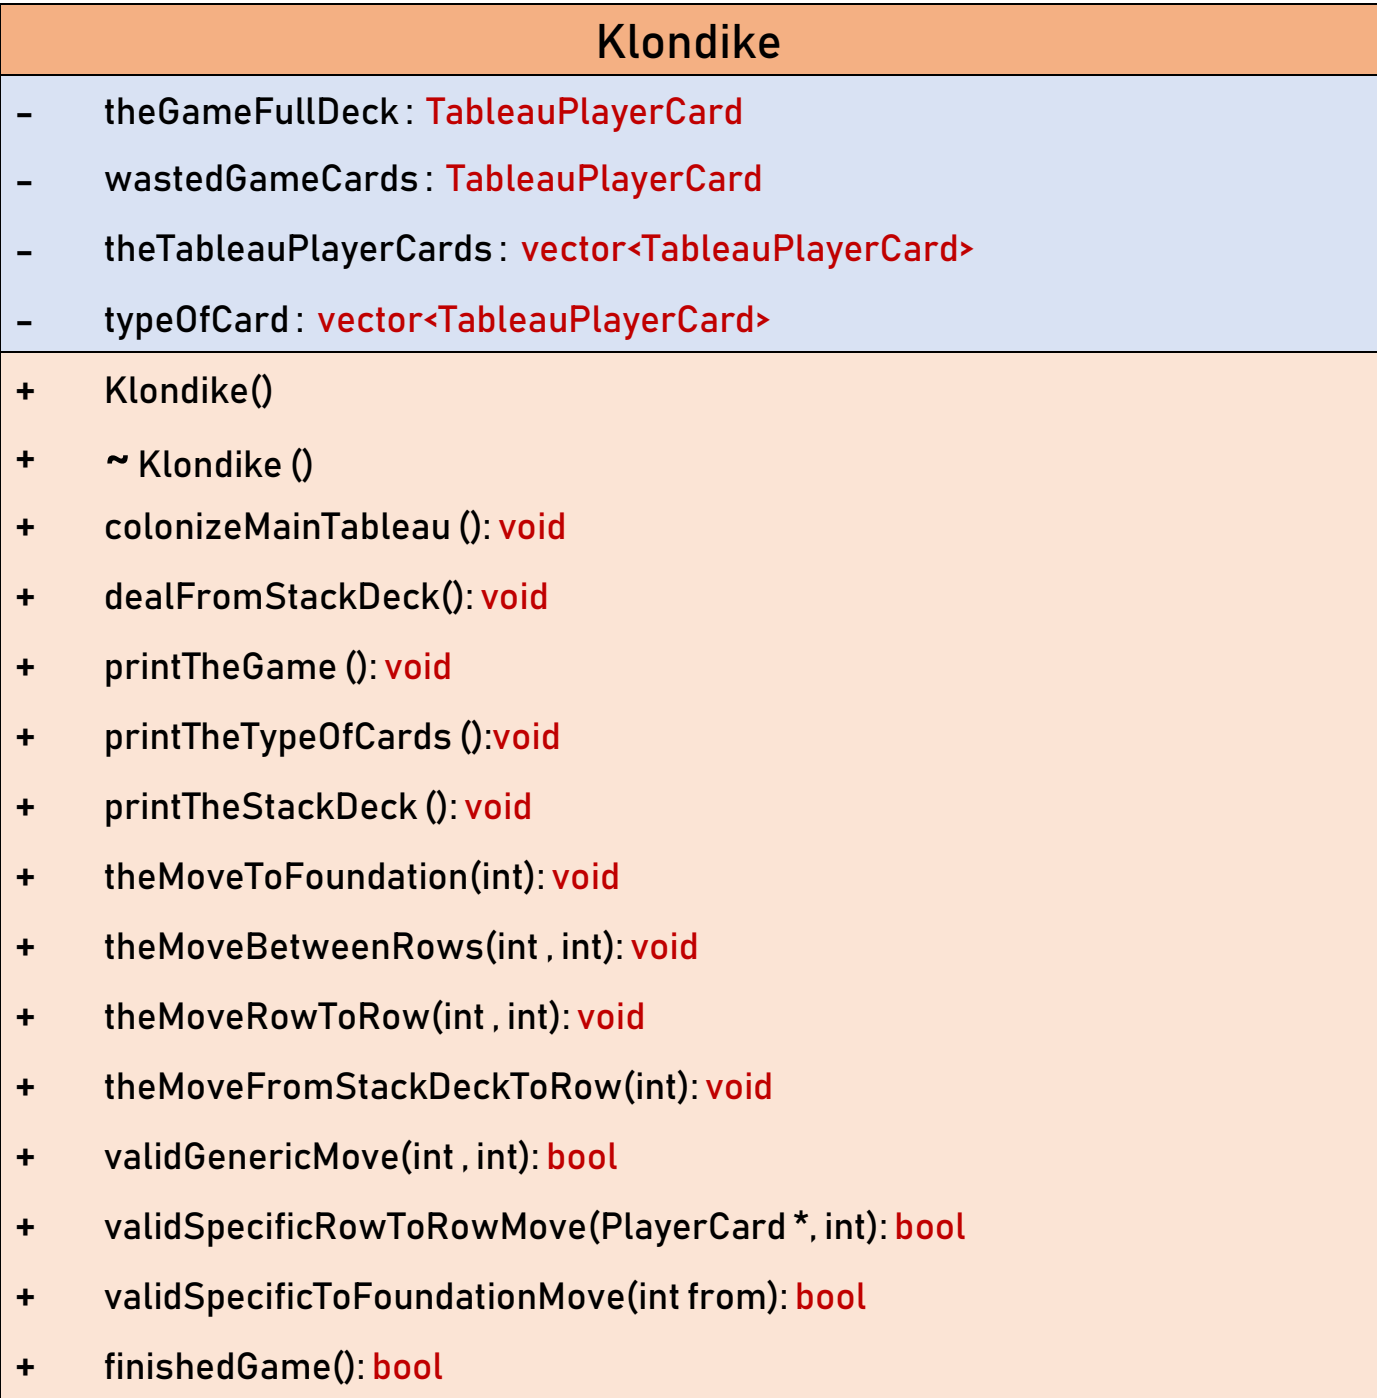 Klondike
- theGameFullDeck : TableauPlayerCard
- wastedGameCards : TableauPlayerCard
- theTableauPlayerCards : vector<TableauPlayerCard>
- typeOfCard : vector<TableauPlayerCard>
+ Klondike()
+ ~ Klondike ()
+ colonizeMainTableau (): void
+ dealFromStackDeck(): void
+ printTheGame (): void
+ printTheTypeOfCards ():void
+ printTheStackDeck (): void
+ theMoveToFoundation(int): void
+ theMoveBetweenRows(int , int): void
+ theMoveRowToRow(int , int): void
+ theMoveFromStackDeckToRow(int): void
+ validGenericMove(int , int): bool
+ validSpecificRowToRowMove(PlayerCard *, int): bool
+ validSpecificToFoundationMove(int from): bool
+ finishedGame(): bool